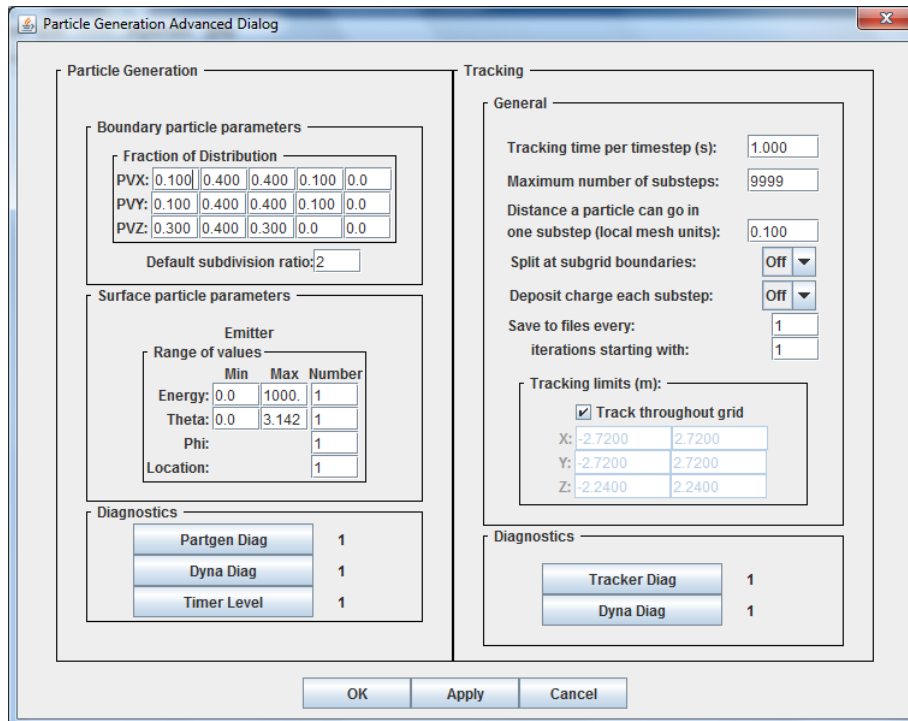 Particle Generation Advanced Dialog
Particle Generation
Boundary particle parameters
Fraction of Distribution
PVX: 0.100 0.400 0.400 0.100 0.0
PVY: 0.100 0.400 0.400 0.100 0.0
PVZ: 0.300 0.400 0.300 0.0 0.0
Default subdivision ratio: 2
Surface particle parameters
Emitter
Range of values
Min Max Number
Energy: 0.0 1000. 1
Theta: 0.0 3.142 1
Phi: 1
Location: 1
Diagnostics
Partgen Diag 1
Dyna Diag 1
Timer Level 1
Tracking
General
Tracking time per timestep (s): 1.000
Maximum number of substeps: 9999
Distance a particle can go in
one substep (local mesh units): 0.100
Split at subgrid boundaries: Off
Deposit charge each substep: Off
Save to files every: 1
iterations starting with: 1
Tracking limits (m):
Track throughout grid
X: -2.7200 2.7200
Y: -2.7200 2.7200
Z: -2.2400 2.2400
Diagnostics
Tracker Diag 1
Dyna Diag 1
OK Apply Cancel